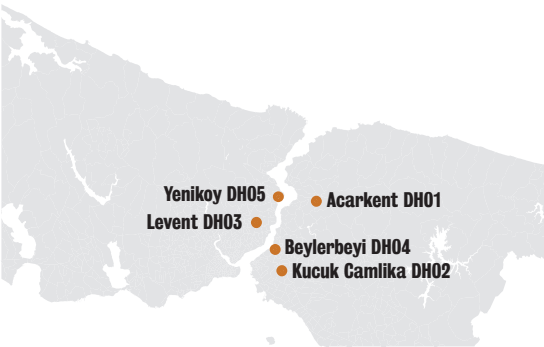 Yenikoy DH05
Acarkent DH01
Levent DH03
Beylerbeyi DH04
Kucuk Camlika DH02